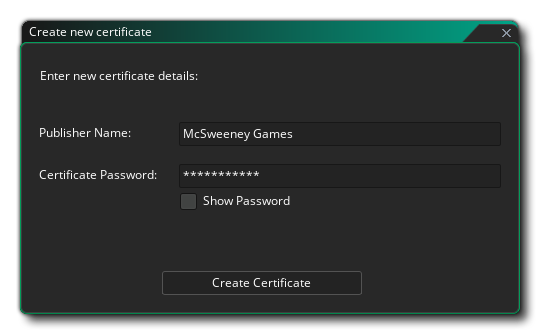 Create new certificate
Enter new certificate details:
Publisher Name: McSweeney Games
Certificate Password: ***********
Show Password
Create Certificate